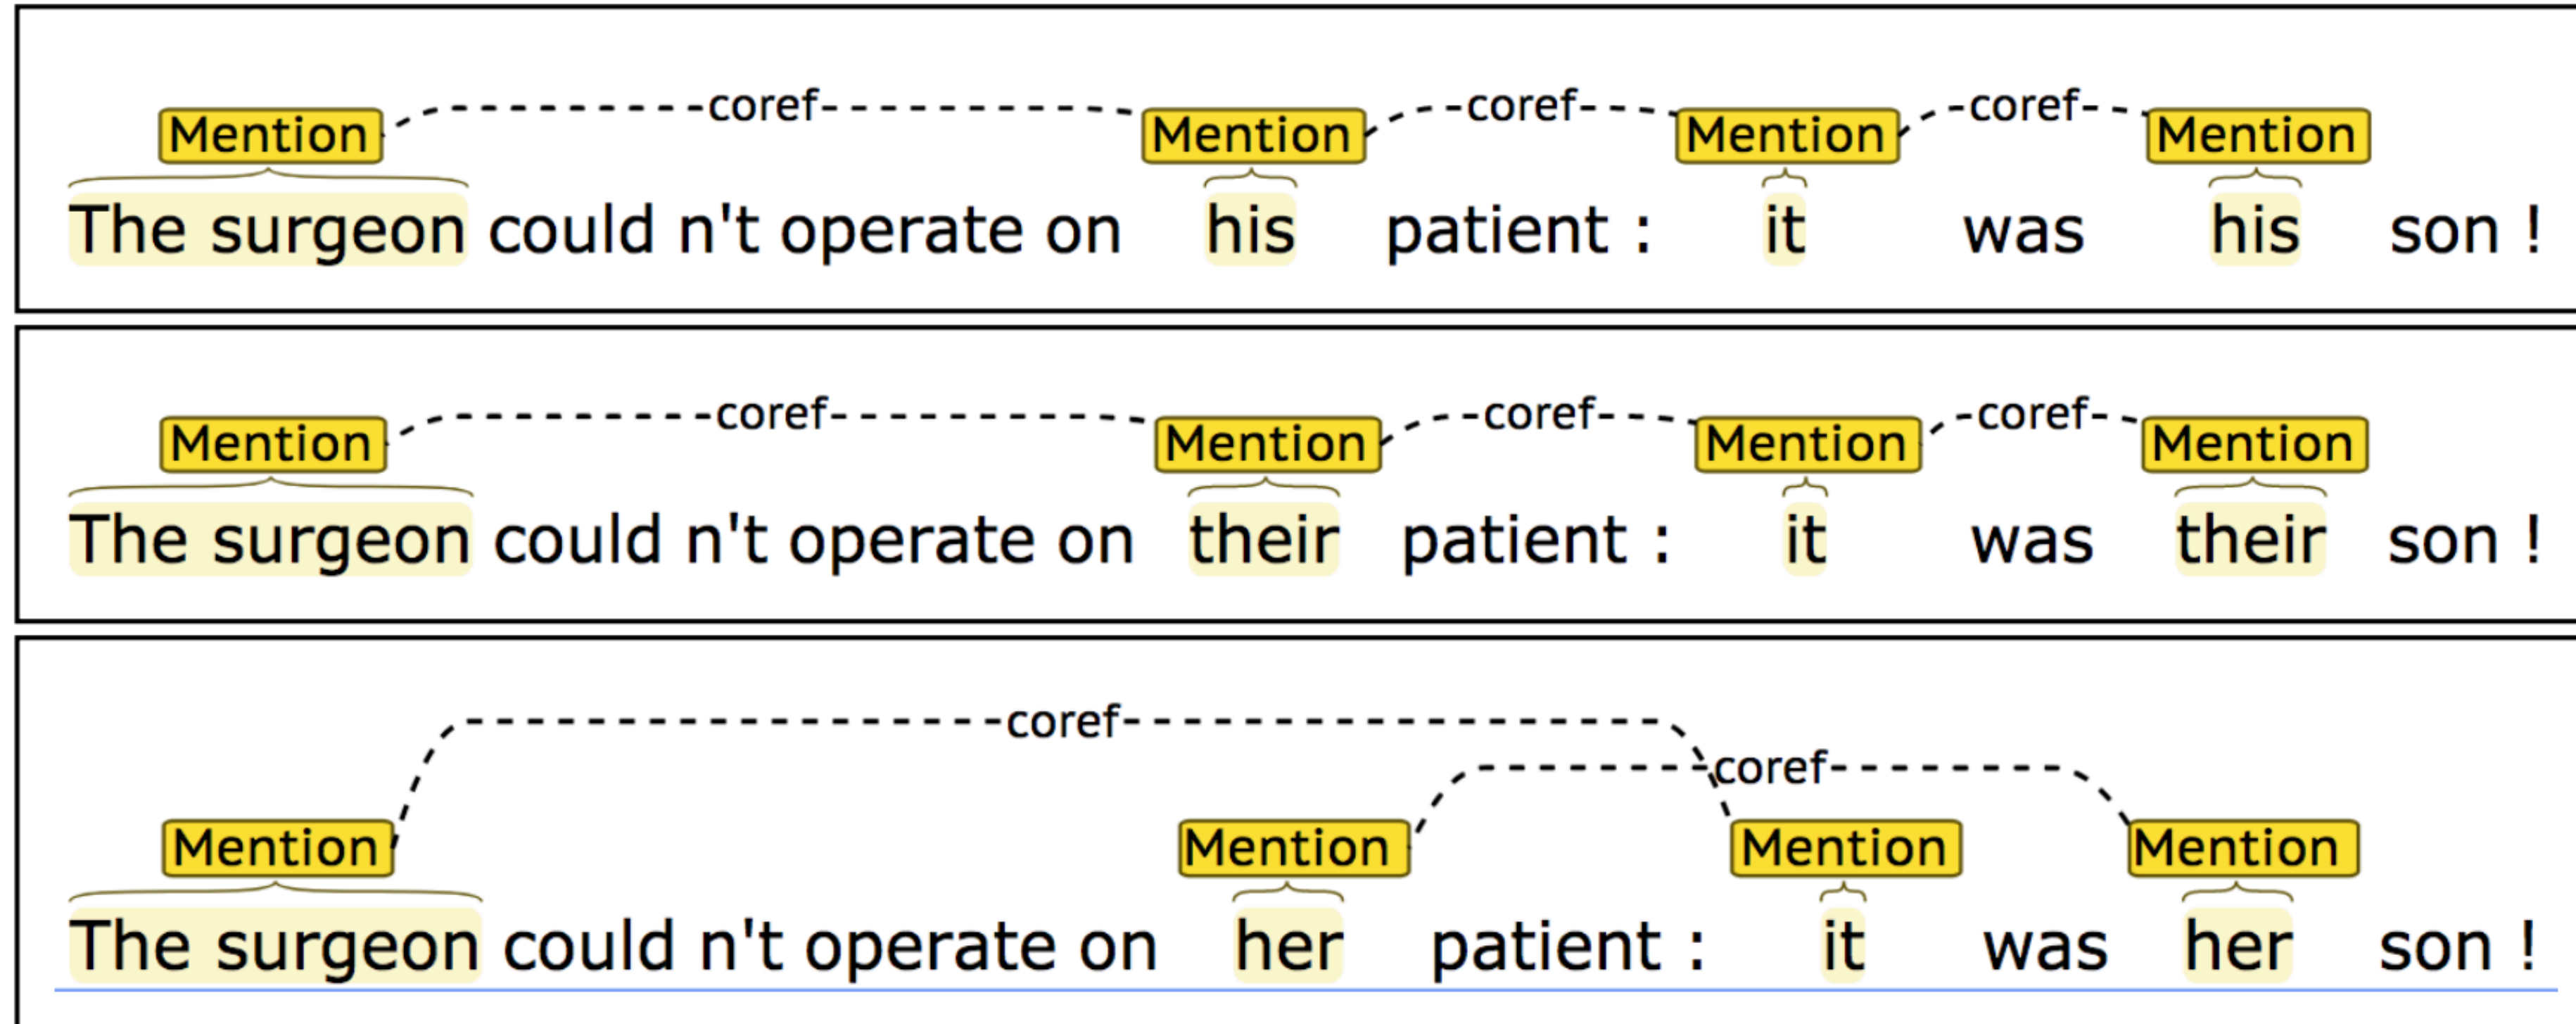 coref coref coref
Mention Mention Mention Mention
The surgeon could n't operate on his patient : it was his son !
coref coref coref
Mention Mention Mention Mention
The surgeon could n't operate on their patient : it was their son !
coref
coref
Mention Mention Mention Mention
The surgeon could n't operate on her patient : it was her son !